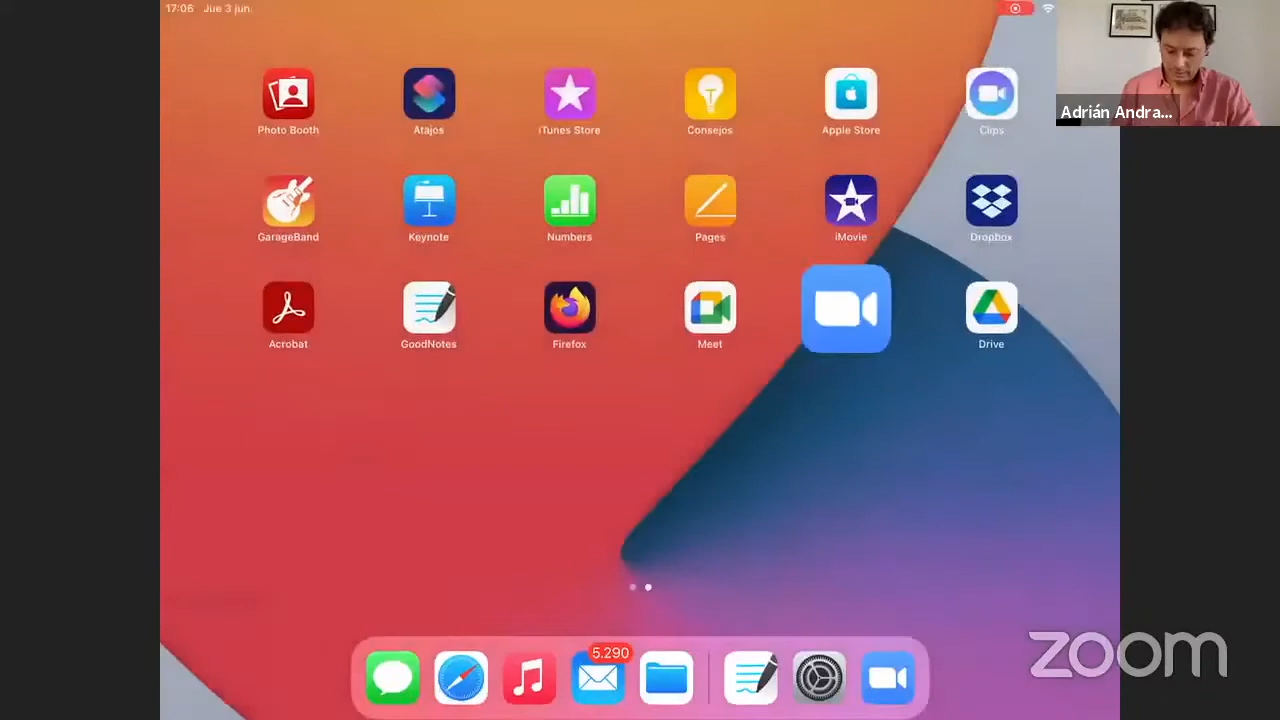 17:06 Jue 3 jun.
Adrián Andra...
Photo Booth
Atajos
iTunes Store
Consejos
Apple Store
Clips
GarageBand
Keynote
Numbers
Pages
iMovie
Dropbox
Acrobat
GoodNotes
Firefox
Meet
Drive
5.290
zoom